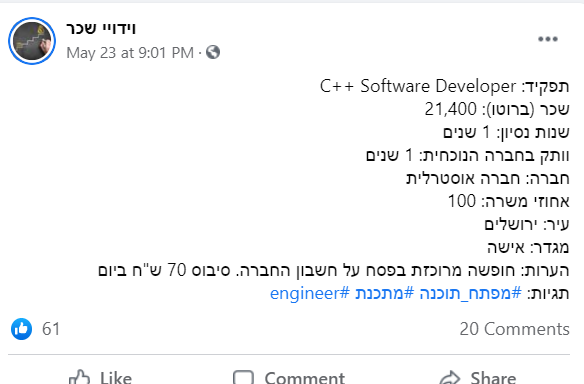 וידויי שכר
May 23 at 9:01 PM ·
תפקיד: C++ Software Developer
שכר (ברוטו): 21,400
שנות נסיון: 1 שנים
וותק בחברה הנוכחית: 1 שנים
חברה: חברה אוסטרלית
אחוזי משרה: 100
עיר: ירושלים
מגדר: אישה
הערות: חופשה מרוכזת בפסח על חשבון החברה. סיבוס 70 ש"ח ביום
תגיות: #מפתח_תוכנה #מתכנת #engineer
61 20 Comments
Like Comment Share